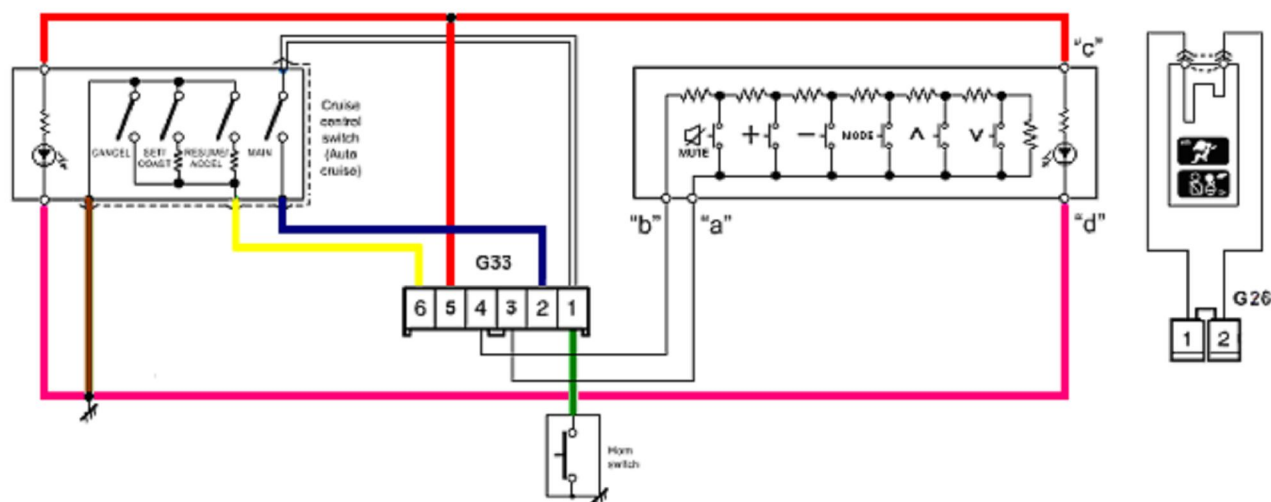 "c"
Cruise
control
switch
(Auto
cruise)
CANCEL
SET/
COAST
RESUME/
ACCEL
MAIN
MUTE
+
−
MODE
∧
∨
"b"
"a"
"d"
G33
6 5 4 3 2 1
G26
1 2
Horn
switch